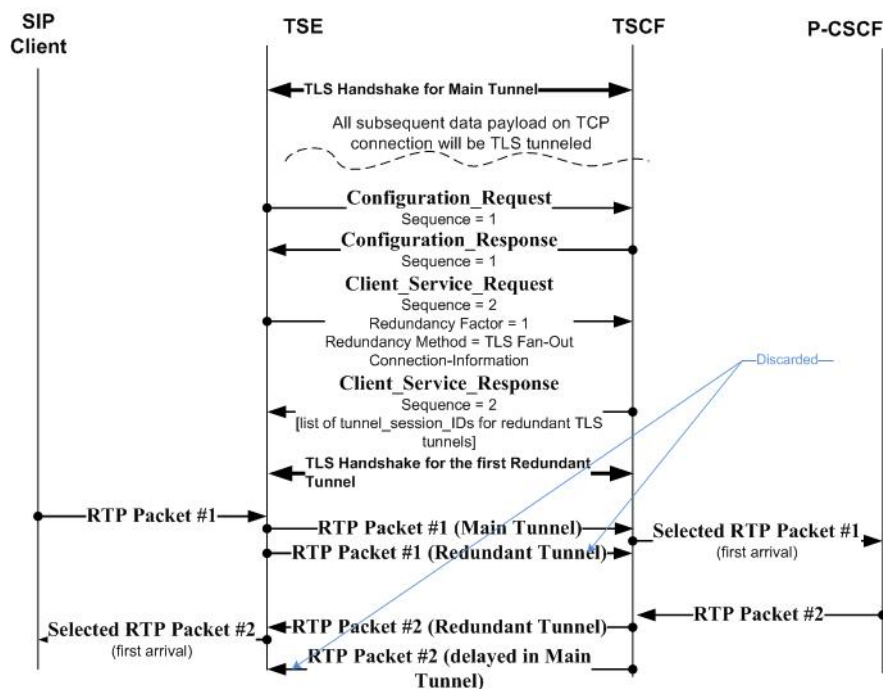 SIP
Client
TSE
TSCF
P-CSCF
TLS Handshake for Main Tunnel
All subsequent data payload on TCP
connection will be TLS tunneled
Configuration_Request
Sequence = 1
Configuration_Response
Sequence = 1
Client_Service_Request
Sequence = 2
Redundancy Factor = 1
Redundancy Method = TLS Fan-Out
Connection-Information
Discarded
Client_Service_Response
Sequence = 2
[list of tunnel_session_IDs for redundant TLS
tunnels]
TLS Handshake for the first Redundant
Tunnel
RTP Packet #1
RTP Packet #1 (Main Tunnel)
Selected RTP Packet #1
(first arrival)
RTP Packet #1 (Redundant Tunnel)
RTP Packet #2
RTP Packet #2 (Redundant Tunnel)
Selected RTP Packet #2
(first arrival)
RTP Packet #2 (delayed in Main
Tunnel)